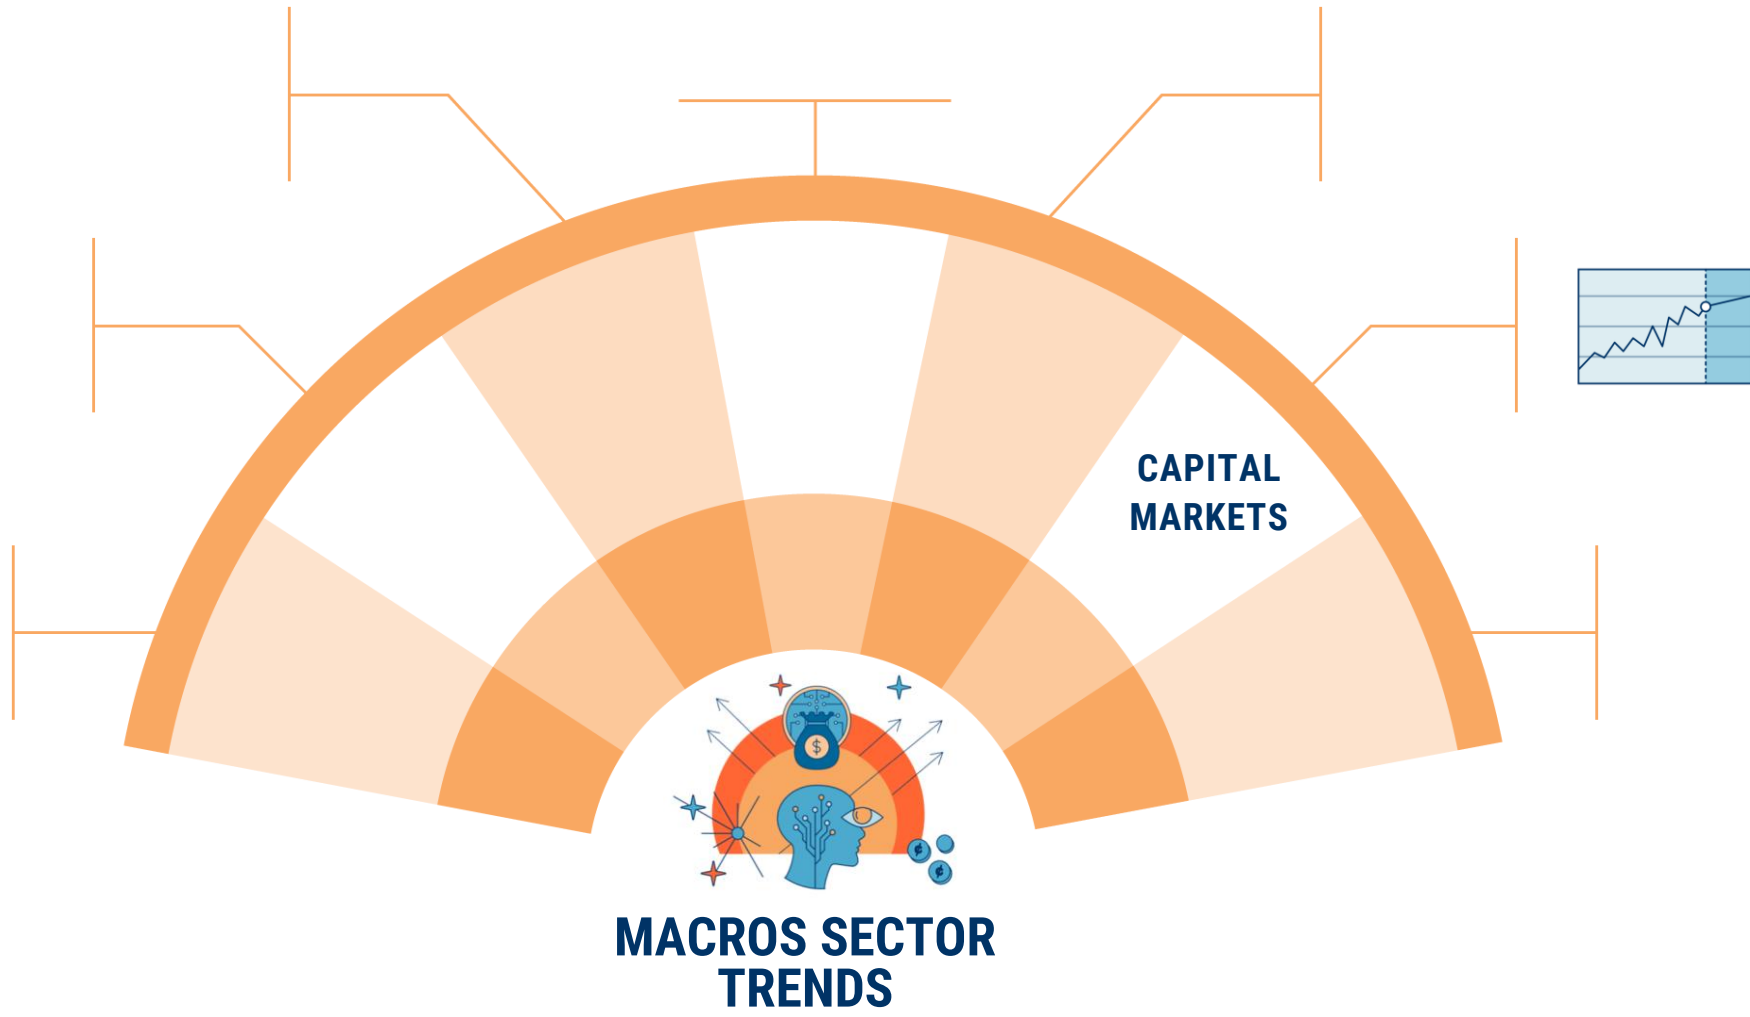 CAPITAL
MARKETS
$
¢
¢
MACROS SECTOR
TRENDS